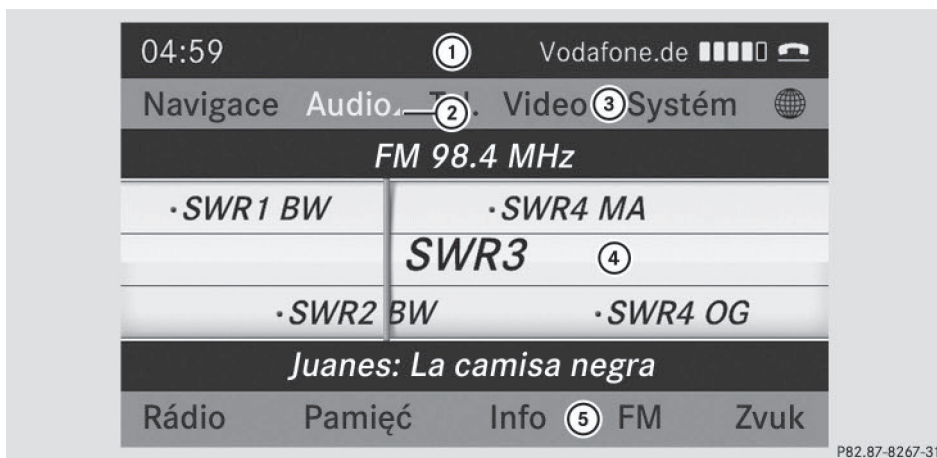 04:59 1 Vodafone.de
Navigace Audio 2 T l. Video 3 Systém
FM 98.4 MHz
·SWR1 BW ·SWR4 MA
SWR3 4
·SWR2 BW ·SWR4 OG
Juanes: La camisa negra
Rádio Pamięć Info 5 FM Zvuk
P82.87-8267-31